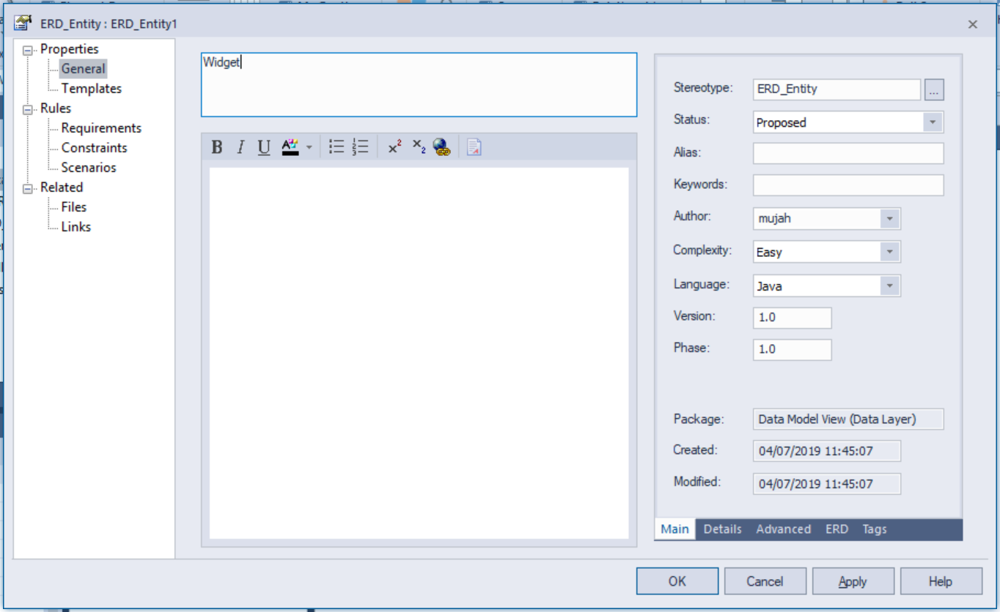 ERD_Entity : ERD_Entity1
Properties
General
Templates
Rules
Requirements
Constraints
Scenarios
Related
Files
Links
Widget
B I U A
x² x₂
Stereotype: ERD_Entity ...
Status: Proposed
Alias:
Keywords:
Author: mujah
Complexity: Easy
Language: Java
Version: 1.0
Phase: 1.0
Package: Data Model View (Data Layer)
Created: 04/07/2019 11:45:07
Modified: 04/07/2019 11:45:07
Main Details Advanced ERD Tags
OK Cancel Apply Help